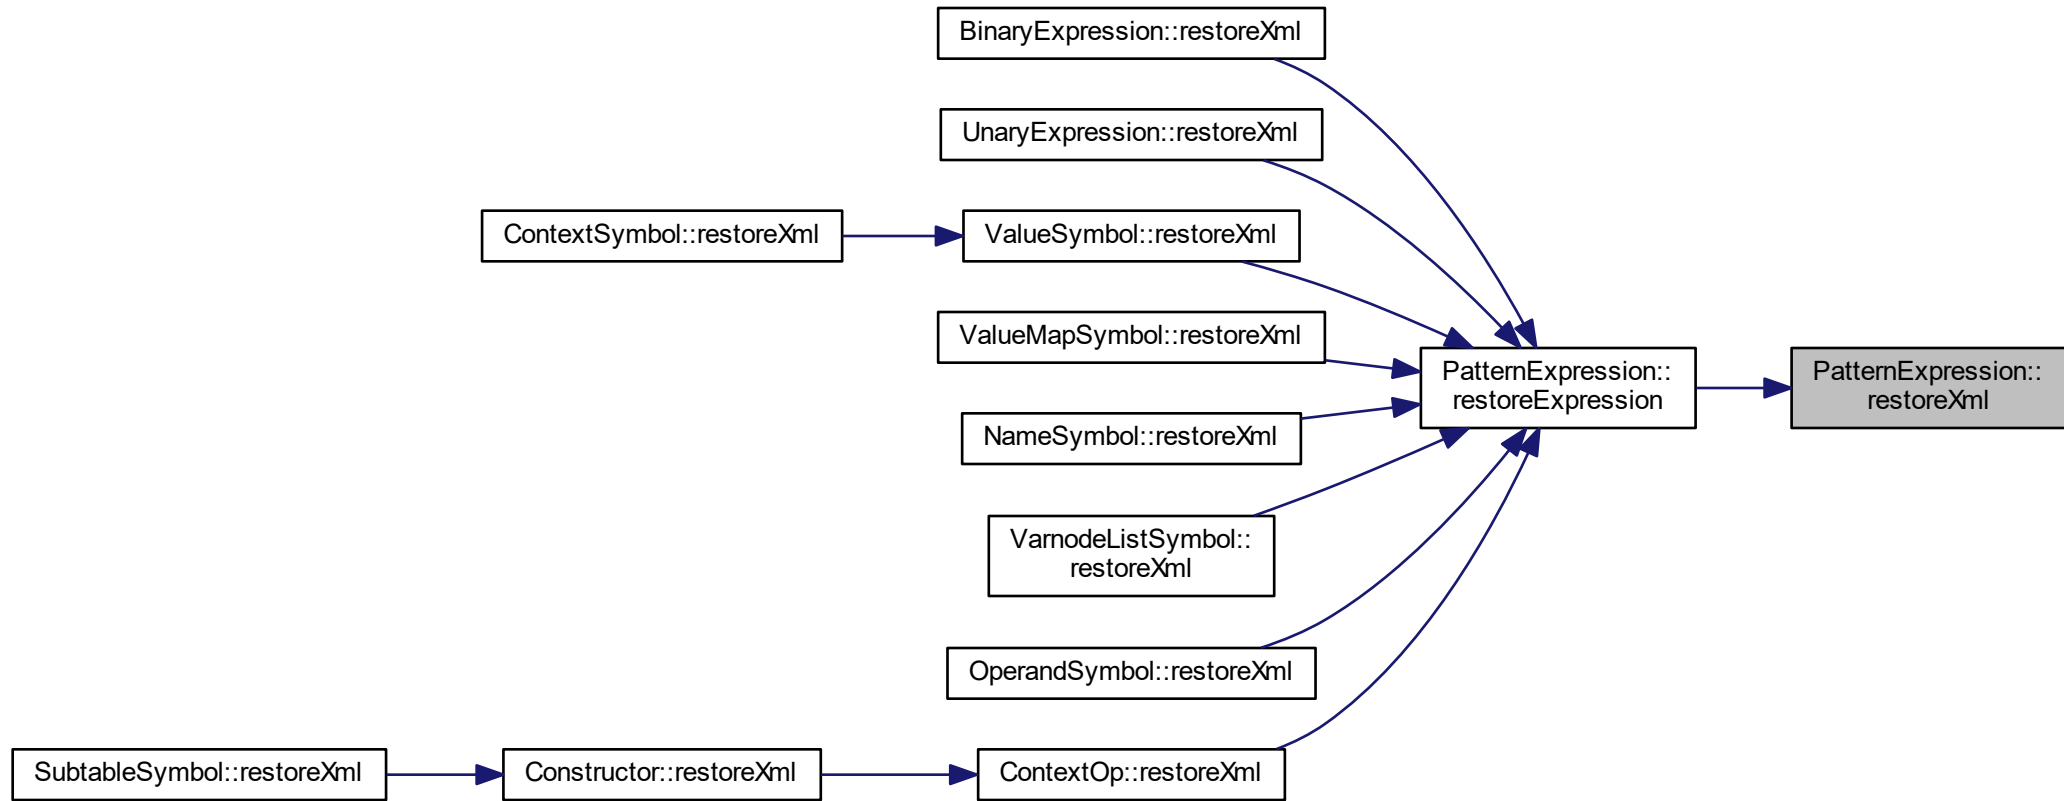 BinaryExpression::restoreXml
UnaryExpression::restoreXml
ContextSymbol::restoreXml
ValueSymbol::restoreXml
ValueMapSymbol::restoreXml
PatternExpression::
restoreExpression
PatternExpression::
restoreXml
NameSymbol::restoreXml
VarnodeListSymbol::
restoreXml
OperandSymbol::restoreXml
SubtableSymbol::restoreXml
Constructor::restoreXml
ContextOp::restoreXml